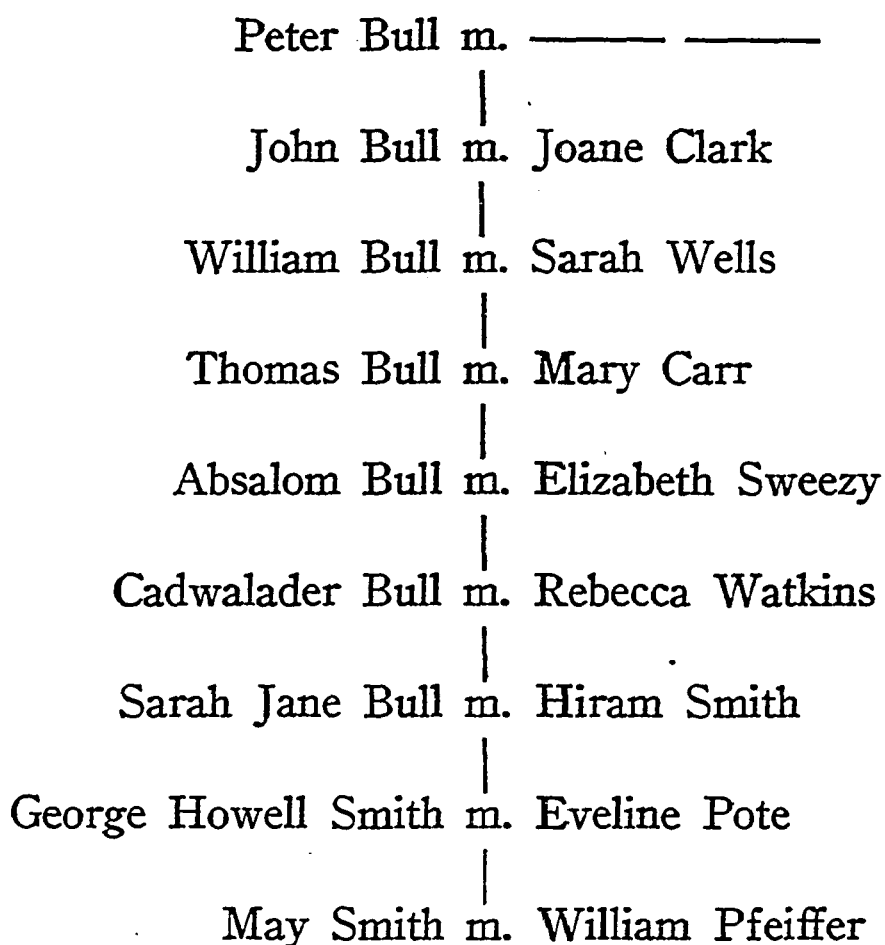 Peter Bull m. —— ——
John Bull m. Joane Clark
William Bull m. Sarah Wells
Thomas Bull m. Mary Carr
Absalom Bull m. Elizabeth Sweezy
Cadwalader Bull m. Rebecca Watkins
Sarah Jane Bull m. Hiram Smith
George Howell Smith m. Eveline Pote
May Smith m. William Pfeiffer